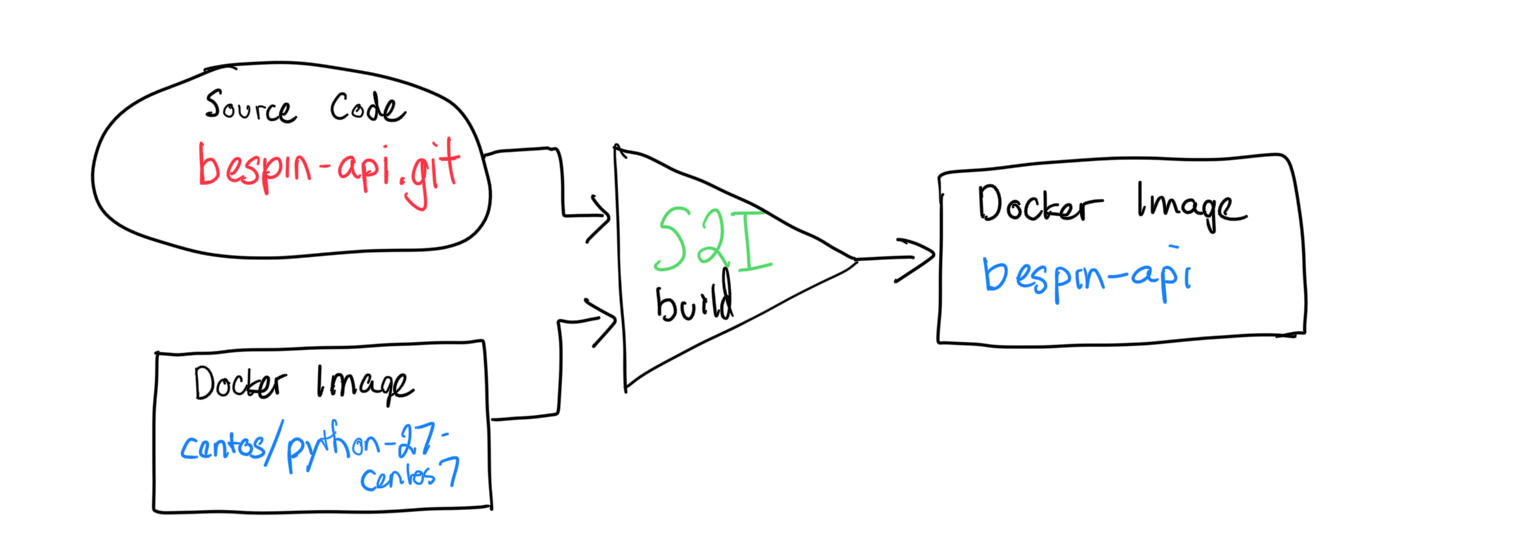 Source Code
bespin-api.git
S2I
build
Docker Image
bespin-api
Docker Image
centos/python-27-
centos7